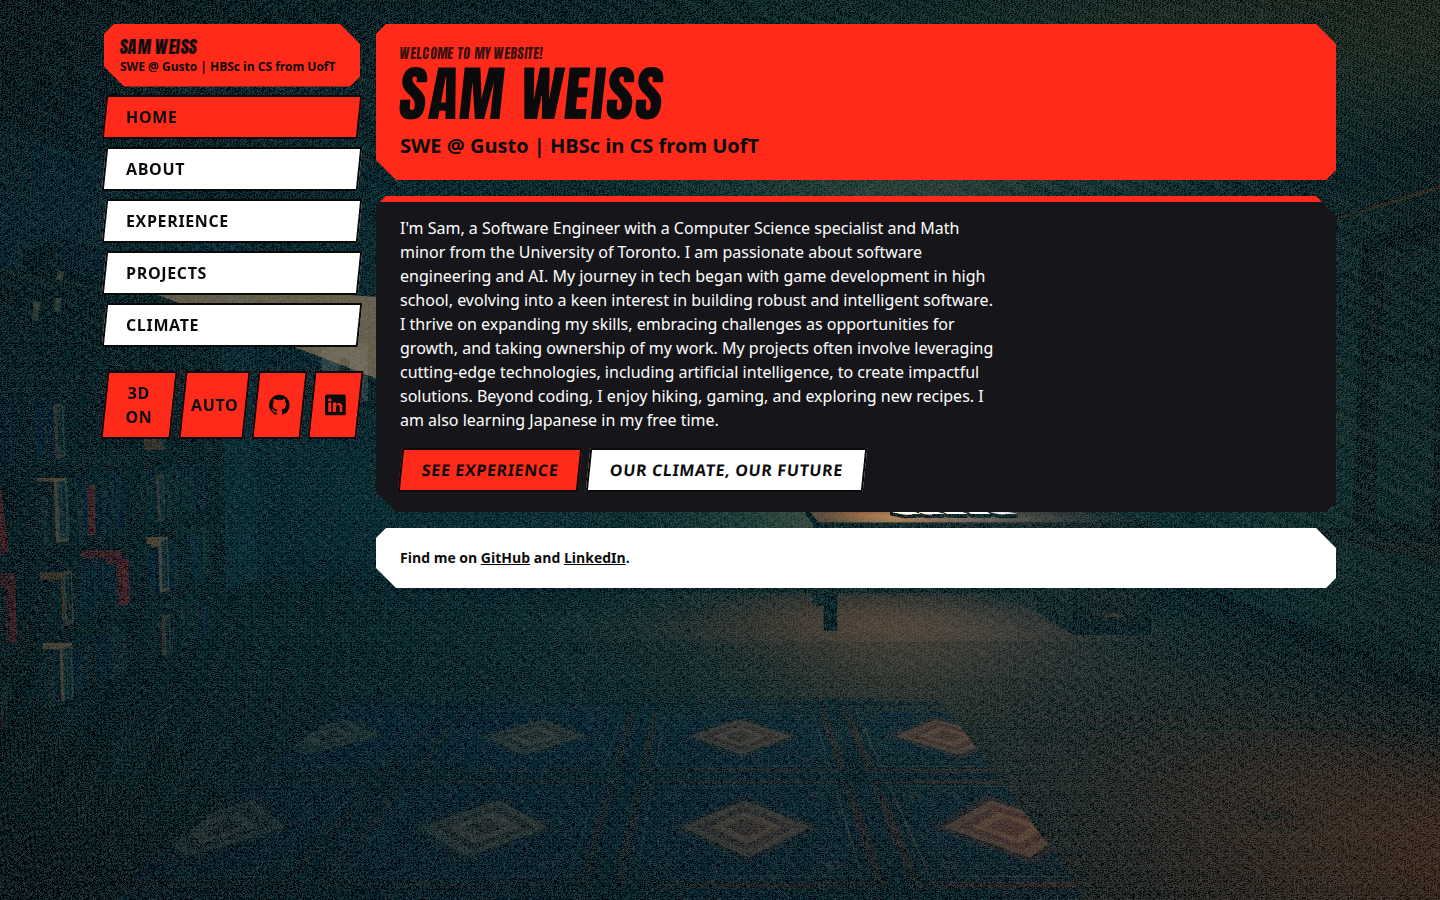 SAM WEISS
SWE @ Gusto | HBSc in CS from UofT
HOME
ABOUT
EXPERIENCE
PROJECTS
CLIMATE
3D
ON
AUTO
in
WELCOME TO MY WEBSITE!
SAM WEISS
SWE @ Gusto | HBSc in CS from UofT
I'm Sam, a Software Engineer with a Computer Science specialist and Math
minor from the University of Toronto. I am passionate about software
engineering and AI. My journey in tech began with game development in high
school, evolving into a keen interest in building robust and intelligent software.
I thrive on expanding my skills, embracing challenges as opportunities for
growth, and taking ownership of my work. My projects often involve leveraging
cutting-edge technologies, including artificial intelligence, to create impactful
solutions. Beyond coding, I enjoy hiking, gaming, and exploring new recipes. I
am also learning Japanese in my free time.
SEE EXPERIENCE
OUR CLIMATE, OUR FUTURE
Find me on GitHub and LinkedIn.